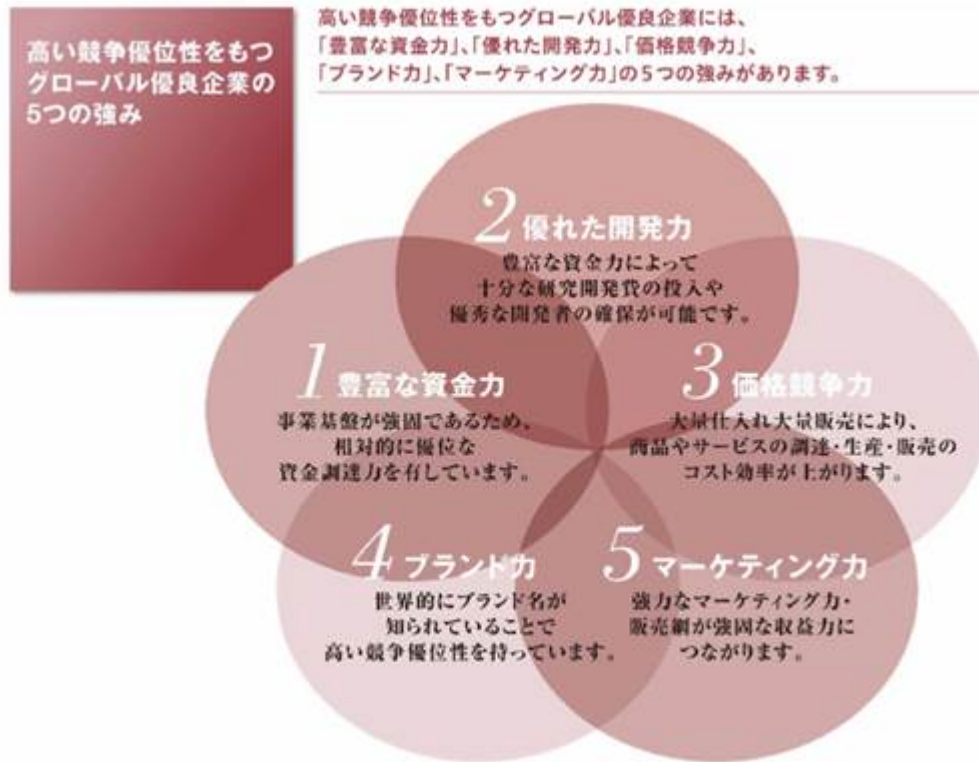 高い競争優位性をもつ
グローバル優良企業の
5つの強み
高い競争優位性をもつグローバル優良企業には、
「豊富な資金力」、「優れた開発力」、「価格競争力」、
「ブランド力」、「マーケティング力」の5つの強みがあります。
1 豊富な資金力
事業基盤が強固であるため、
相対的に優位な
資金調達力を有しています。
2 優れた開発力
豊富な資金力によって
十分な研究開発費の投入や
優秀な開発者の確保が可能です。
3 価格競争力
大量仕入れ大量販売により、
商品やサービスの調達・生産・販売の
コスト効率が上がります。
4 ブランド力
世界的にブランド名が
知られていることで
高い競争優位性を持っています。
5 マーケティング力
強力なマーケティング力・
販売網が強固な収益力に
つながります。